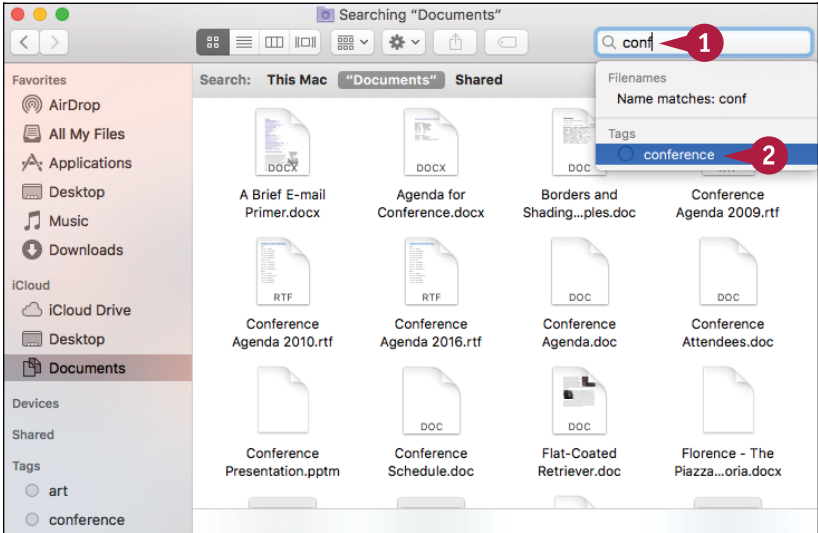 Searching "Documents"
conf
1
Favorites
AirDrop
All My Files
Applications
Desktop
Music
Downloads
iCloud
iCloud Drive
Desktop
Documents
Devices
Shared
Tags
art
conference
Search: This Mac "Documents" Shared
Filenames
Name matches: conf
Tags
conference
2
DOCX
DOCX
DOC
A Brief E-mail
Primer.docx
Agenda for
Conference.docx
Borders and
Shading...ples.doc
Conference
Agenda 2009.rtf
RTF
RTF
DOC
DOC
Conference
Agenda 2010.rtf
Conference
Agenda 2016.rtf
Conference
Agenda.doc
Conference
Attendees.doc
DOC
DOC
Conference
Presentation.pptm
Conference
Schedule.doc
Flat-Coated
Retriever.doc
Florence - The
Piazza...oria.docx